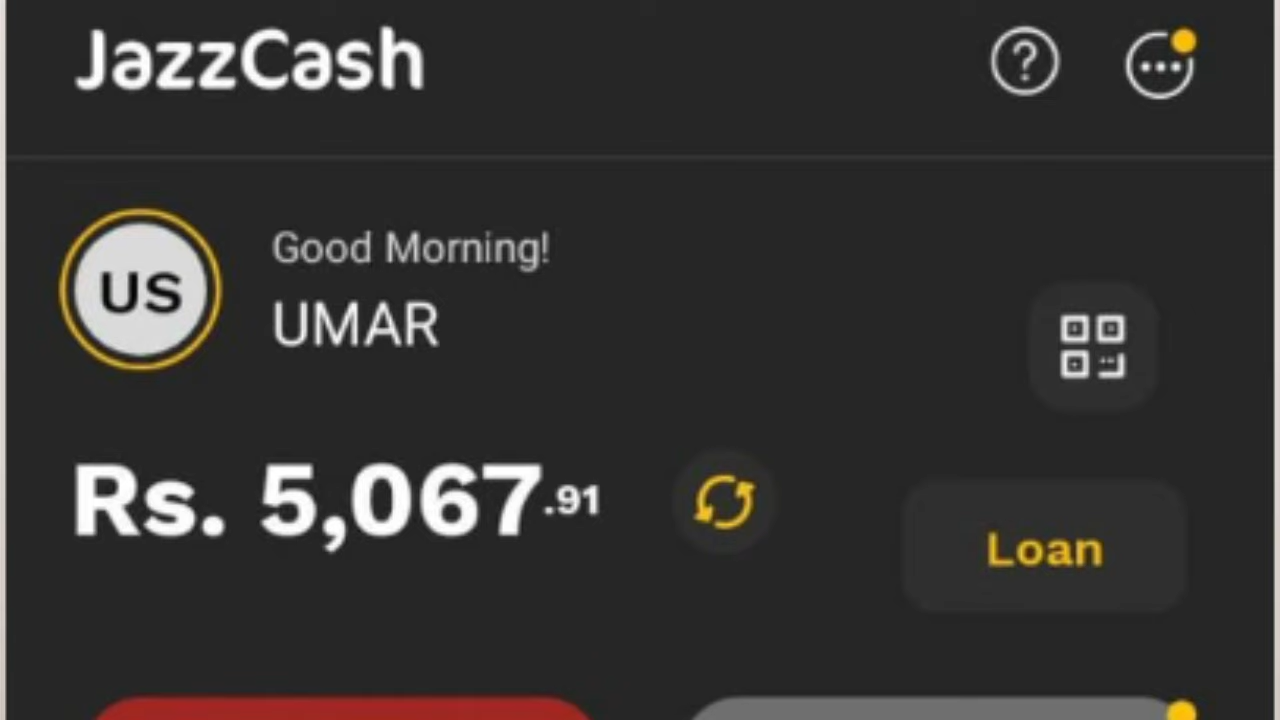 JazzCash
US
Good Morning!
UMAR
Rs. 5,067.91
Loan